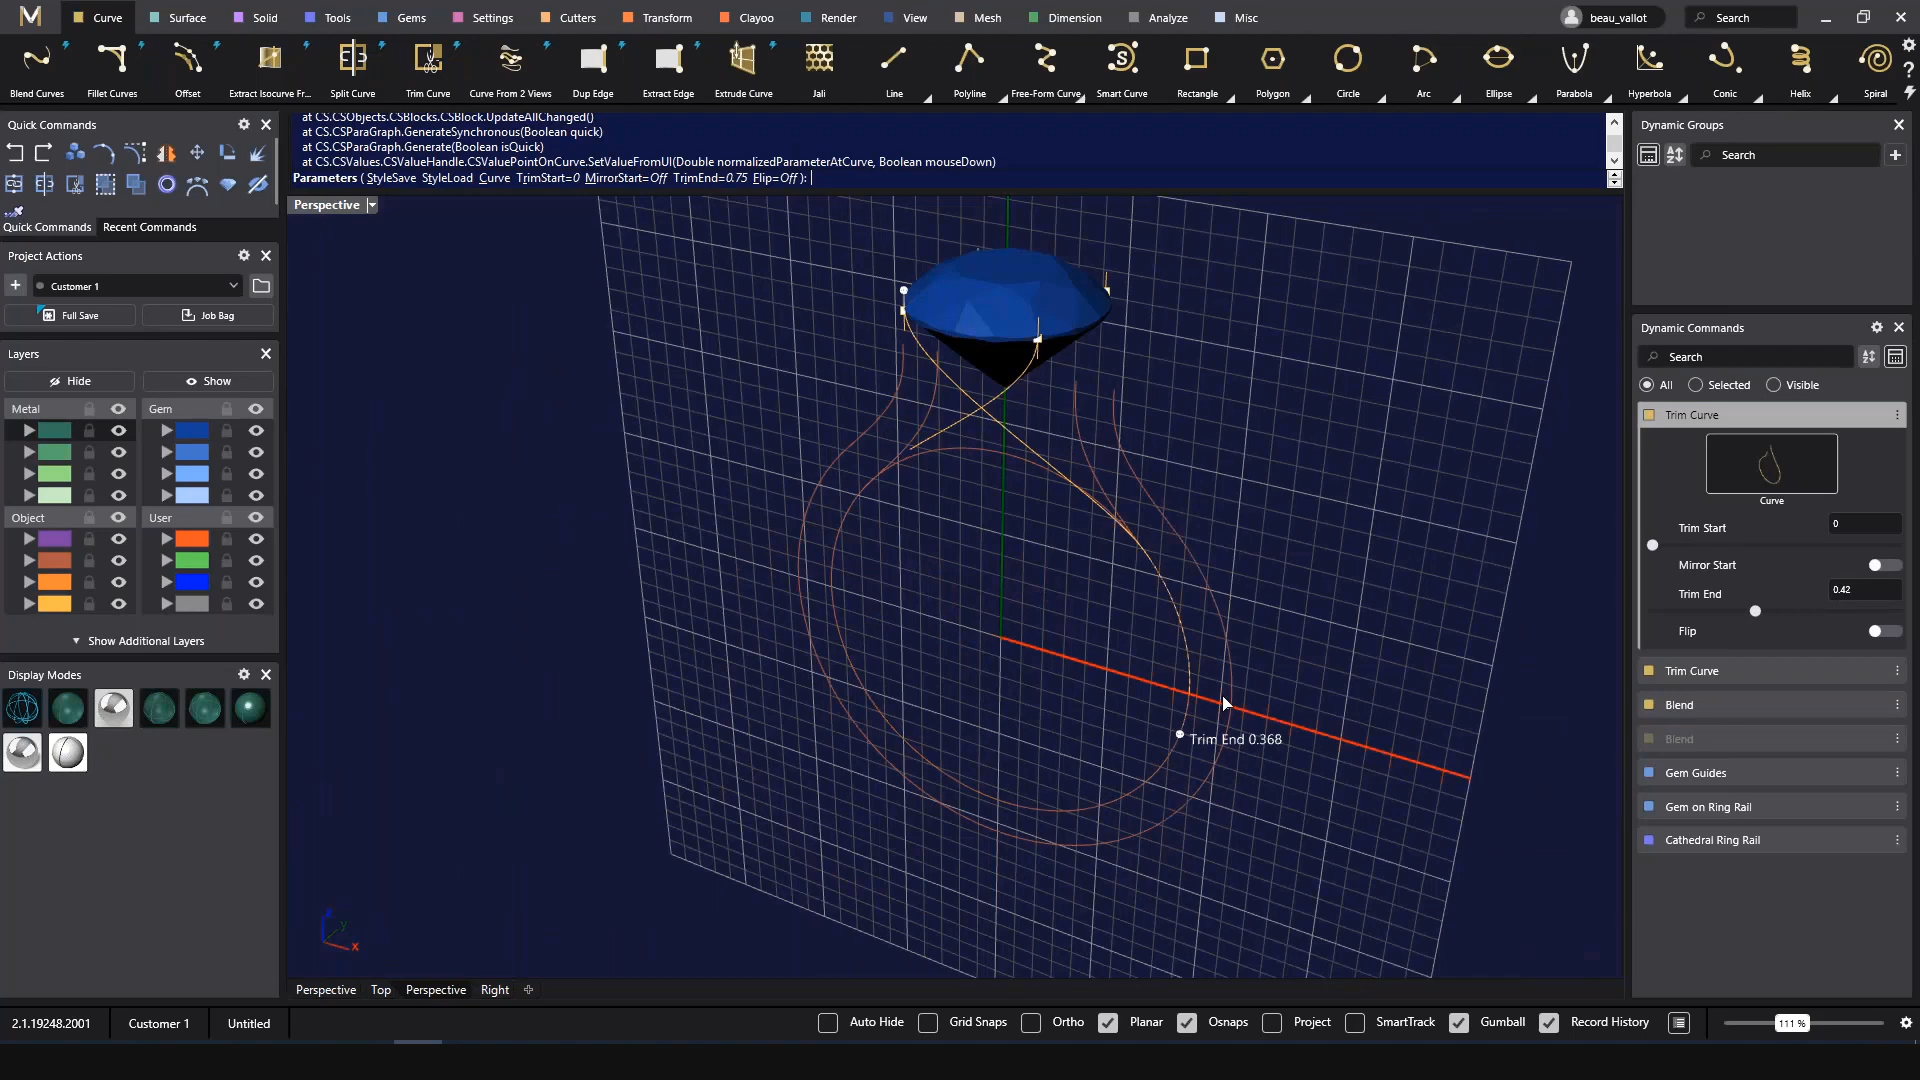 Curve
Surface
Solid
Tools
Gems
Settings
Cutters
Transform
Clayoo
Render
View
Mesh
Dimension
Analyze
Misc
beau_vallot
Search
Blend Curves
Fillet Curves
Offset
Extract Isocurve Fr...
Split Curve
Trim Curve
Curve From 2 Views
Dup Edge
Extract Edge
Extrude Curve
Jali
Line
Polyline
Free-Form Curve
Smart Curve
Rectangle
Polygon
Circle
Arc
Ellipse
Parabola
Hyperbola
Conic
Helix
Spiral
Quick Commands
Quick Commands
Recent Commands
Project Actions
Customer 1
Full Save
Job Bag
Layers
Hide
Show
Metal
Gem
Object
User
Show Additional Layers
Display Modes
at CS.CSObjects.CSBlocks.CSBlock.UpdateAllChanged()
at CS.CSParaGraph.GenerateSynchronous(Boolean quick)
at CS.CSParaGraph.Generate(Boolean isQuick)
at CS.CSValues.CSValueHandle.CSValuePointOnCurve.SetValueFromUI(Double normalizedParameterAtCurve, Boolean mouseDown)
Parameters ( StyleSave StyleLoad Curve TrimStart=0 MirrorStart=Off TrimEnd=0.75 Flip=Off ):
Perspective
Trim End 0.368
z
y
x
Perspective
Top
Perspective
Right
Dynamic Groups
Search
Dynamic Commands
Search
All
Selected
Visible
Trim Curve
Curve
Trim Start
0
Mirror Start
Trim End
0.42
Flip
Trim Curve
Blend
Blend
Gem Guides
Gem on Ring Rail
Cathedral Ring Rail
2.1.19248.2001
Customer 1
Untitled
Auto Hide
Grid Snaps
Ortho
Planar
Osnaps
Project
SmartTrack
Gumball
Record History
111 %